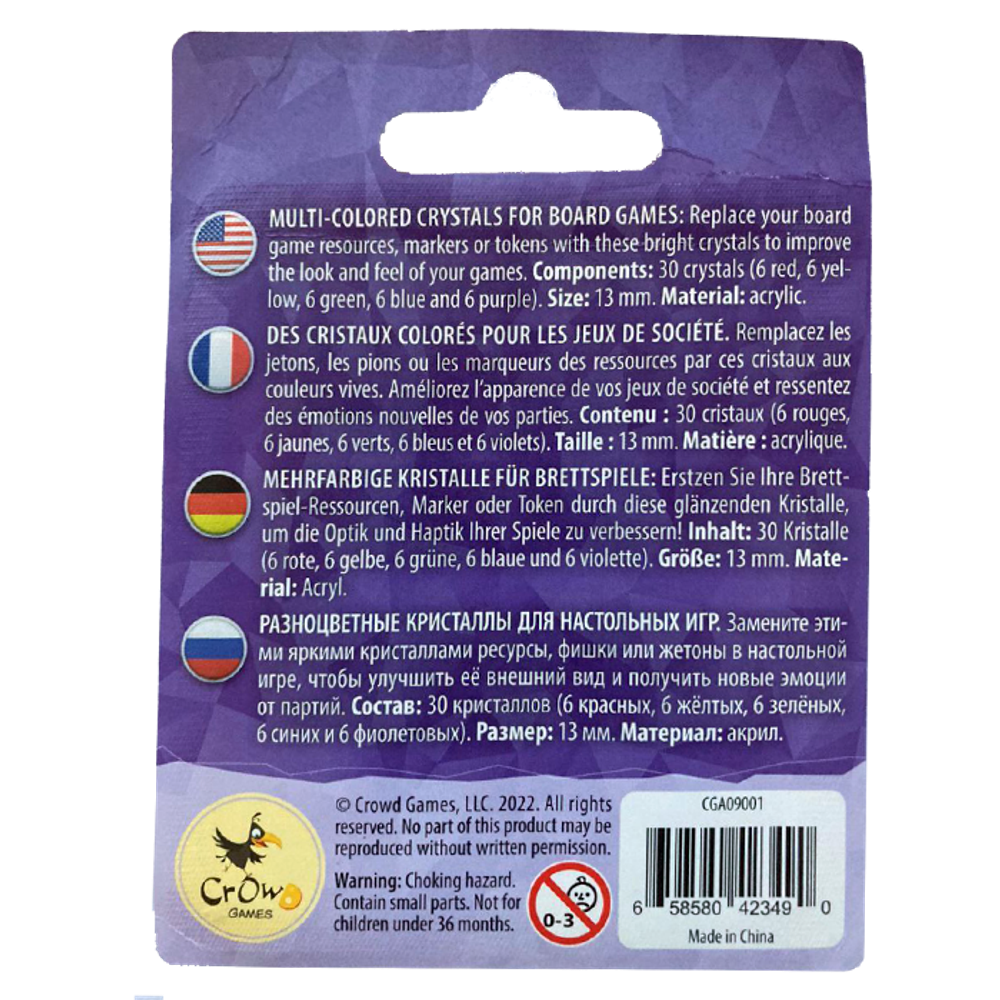 MULTI-COLORED CRYSTALS FOR BOARD GAMES: Replace your board
game resources, markers or tokens with these bright crystals to improve
the look and feel of your games. Components: 30 crystals (6 red, 6 yel-
low, 6 green, 6 blue and 6 purple). Size: 13 mm. Material: acrylic.
DES CRISTAUX COLORÉS POUR LES JEUX DE SOCIÉTÉ. Remplacez les
jetons, les pions ou les marqueurs des ressources par ces cristaux aux
couleurs vives. Améliorez l'apparence de vos jeux de société et ressentez
des émotions nouvelles de vos parties. Contenu : 30 cristaux (6 rouges,
6 jaunes, 6 verts, 6 bleus et 6 violets). Taille : 13 mm. Matière : acrylique.
MEHRFARBIGE KRISTALLE FÜR BRETTSPIELE: Erstzen Sie Ihre Brett-
spiel-Ressourcen, Marker oder Token durch diese glänzenden Kristalle,
um die Optik und Haptik Ihrer Spiele zu verbessern! Inhalt: 30 Kristalle
(6 rote, 6 gelbe, 6 grüne, 6 blaue und 6 violette). Größe: 13 mm. Mate-
rial: Acryl.
РАЗНОЦВЕТНЫЕ КРИСТАЛЛЫ ДЛЯ НАСТОЛЬНЫХ ИГР. Замените эти-
ми яркими кристаллами ресурсы, фишки или жетоны в настольной
игре, чтобы улучшить её внешний вид и получить новые эмоции
от партий. Состав: 30 кристаллов (6 красных, 6 жёлтых, 6 зелёных,
6 синих и 6 фиолетовых). Размер: 13 мм. Материал: акрил.
CrowD
GAMES
© Crowd Games, LLC. 2022. All rights
reserved. No part of this product may be
reproduced without written permission.
Warning: Choking hazard.
Contain small parts. Not for
children under 36 months.
0-3
CGA09001
6 58580 42349 0
Made in China